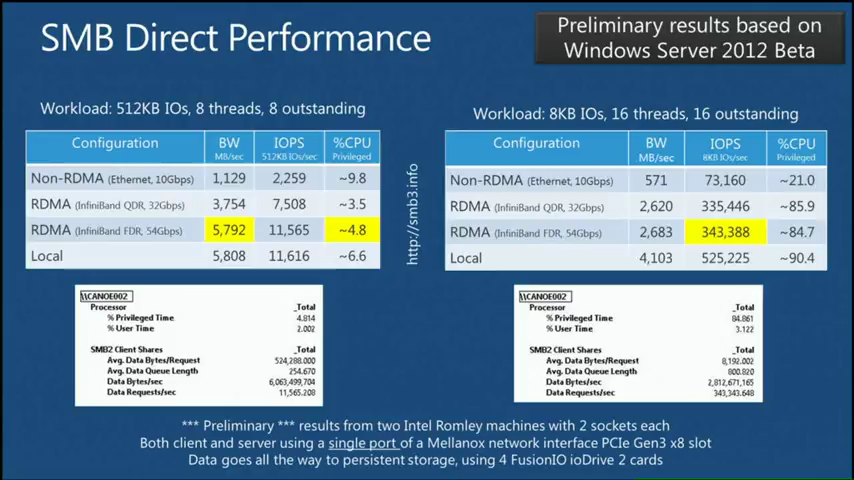 SMB Direct Performance
Preliminary results based on
Windows Server 2012 Beta
Workload: 512KB IOs, 8 threads, 8 outstanding
Configuration BW MB/sec IOPS 512KB IOs/sec %CPU Privileged
Non-RDMA (Ethernet, 10Gbps) 1,129 2,259 ~9.8
RDMA (InfiniBand QDR, 32Gbps) 3,754 7,508 ~3.5
RDMA (InfiniBand FDR, 54Gbps) 5,792 11,565 ~4.8
Local 5,808 11,616 ~6.6
http://smb3.info
Workload: 8KB IOs, 16 threads, 16 outstanding
Configuration BW MB/sec IOPS 8KB IOs/sec %CPU Privileged
Non-RDMA (Ethernet, 10Gbps) 571 73,160 ~21.0
RDMA (InfiniBand QDR, 32Gbps) 2,620 335,446 ~85.9
RDMA (InfiniBand FDR, 54Gbps) 2,683 343,388 ~84.7
Local 4,103 525,225 ~90.4
\\CANOE002
Processor _Total
% Privileged Time 4.814
% User Time 2.002
SMB2 Client Shares _Total
Avg. Data Bytes/Request 524,288.000
Avg. Data Queue Length 254.670
Data Bytes/sec 6,063,499,704
Data Requests/sec 11,565.208
\\CANOE002
Processor _Total
% Privileged Time 84.861
% User Time 3.122
SMB2 Client Shares _Total
Avg. Data Bytes/Request 8,192.002
Avg. Data Queue Length 800.820
Data Bytes/sec 2,812,671,165
Data Requests/sec 343,343.648
*** Preliminary *** results from two Intel Romley machines with 2 sockets each
Both client and server using a single port of a Mellanox network interface PCIe Gen3 x8 slot
Data goes all the way to persistent storage, using 4 FusionIO ioDrive 2 cards